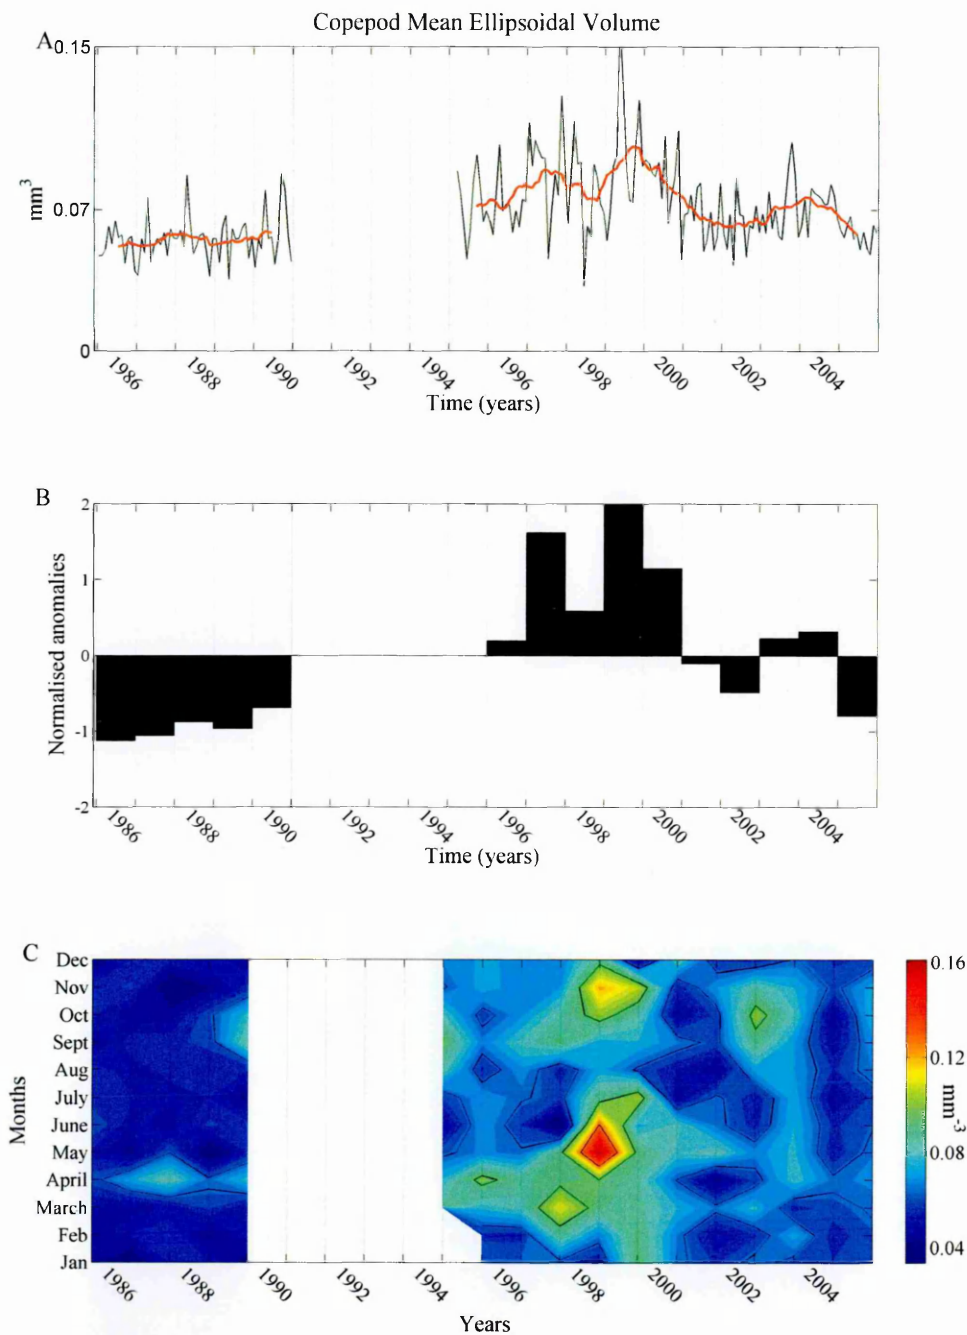 Copepod Mean Ellipsoidal Volume
A
0.15
0.07
0
mm³
1986 1988 1990 1992 1994 1996 1998 2000 2002 2004
Time (years)
B
2
1
0
-1
-2
Normalised anomalies
1986 1988 1990 1992 1994 1996 1998 2000 2002 2004
Time (years)
C
Dec
Nov
Oct
Sept
Aug
July
June
May
April
March
Feb
Jan
Months
1986 1988 1990 1992 1994 1996 1998 2000 2002 2004
Years
0.16
0.12
0.08
0.04
mm⁻³